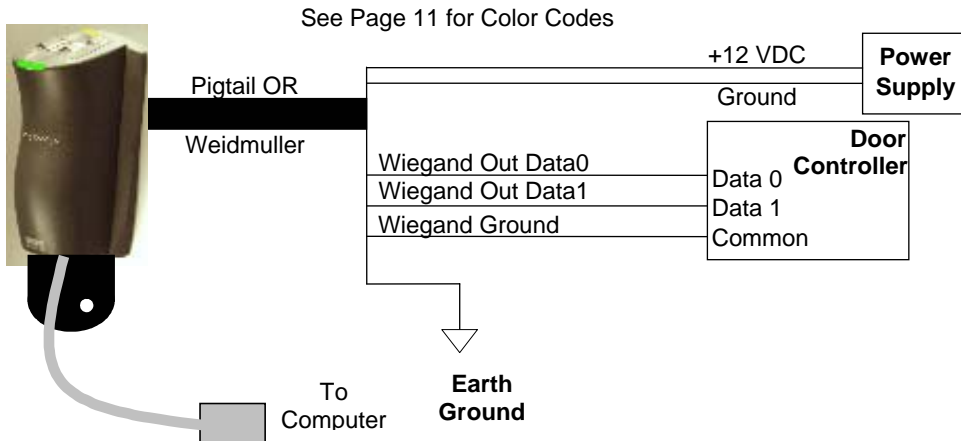 See Page 11 for Color Codes
+12 VDC
Power
Supply
Ground
Pigtail OR
Weidmuller
Door
Controller
Wiegand Out Data0
Data 0
Wiegand Out Data1
Data 1
Wiegand Ground
Common
To
Computer
Earth
Ground